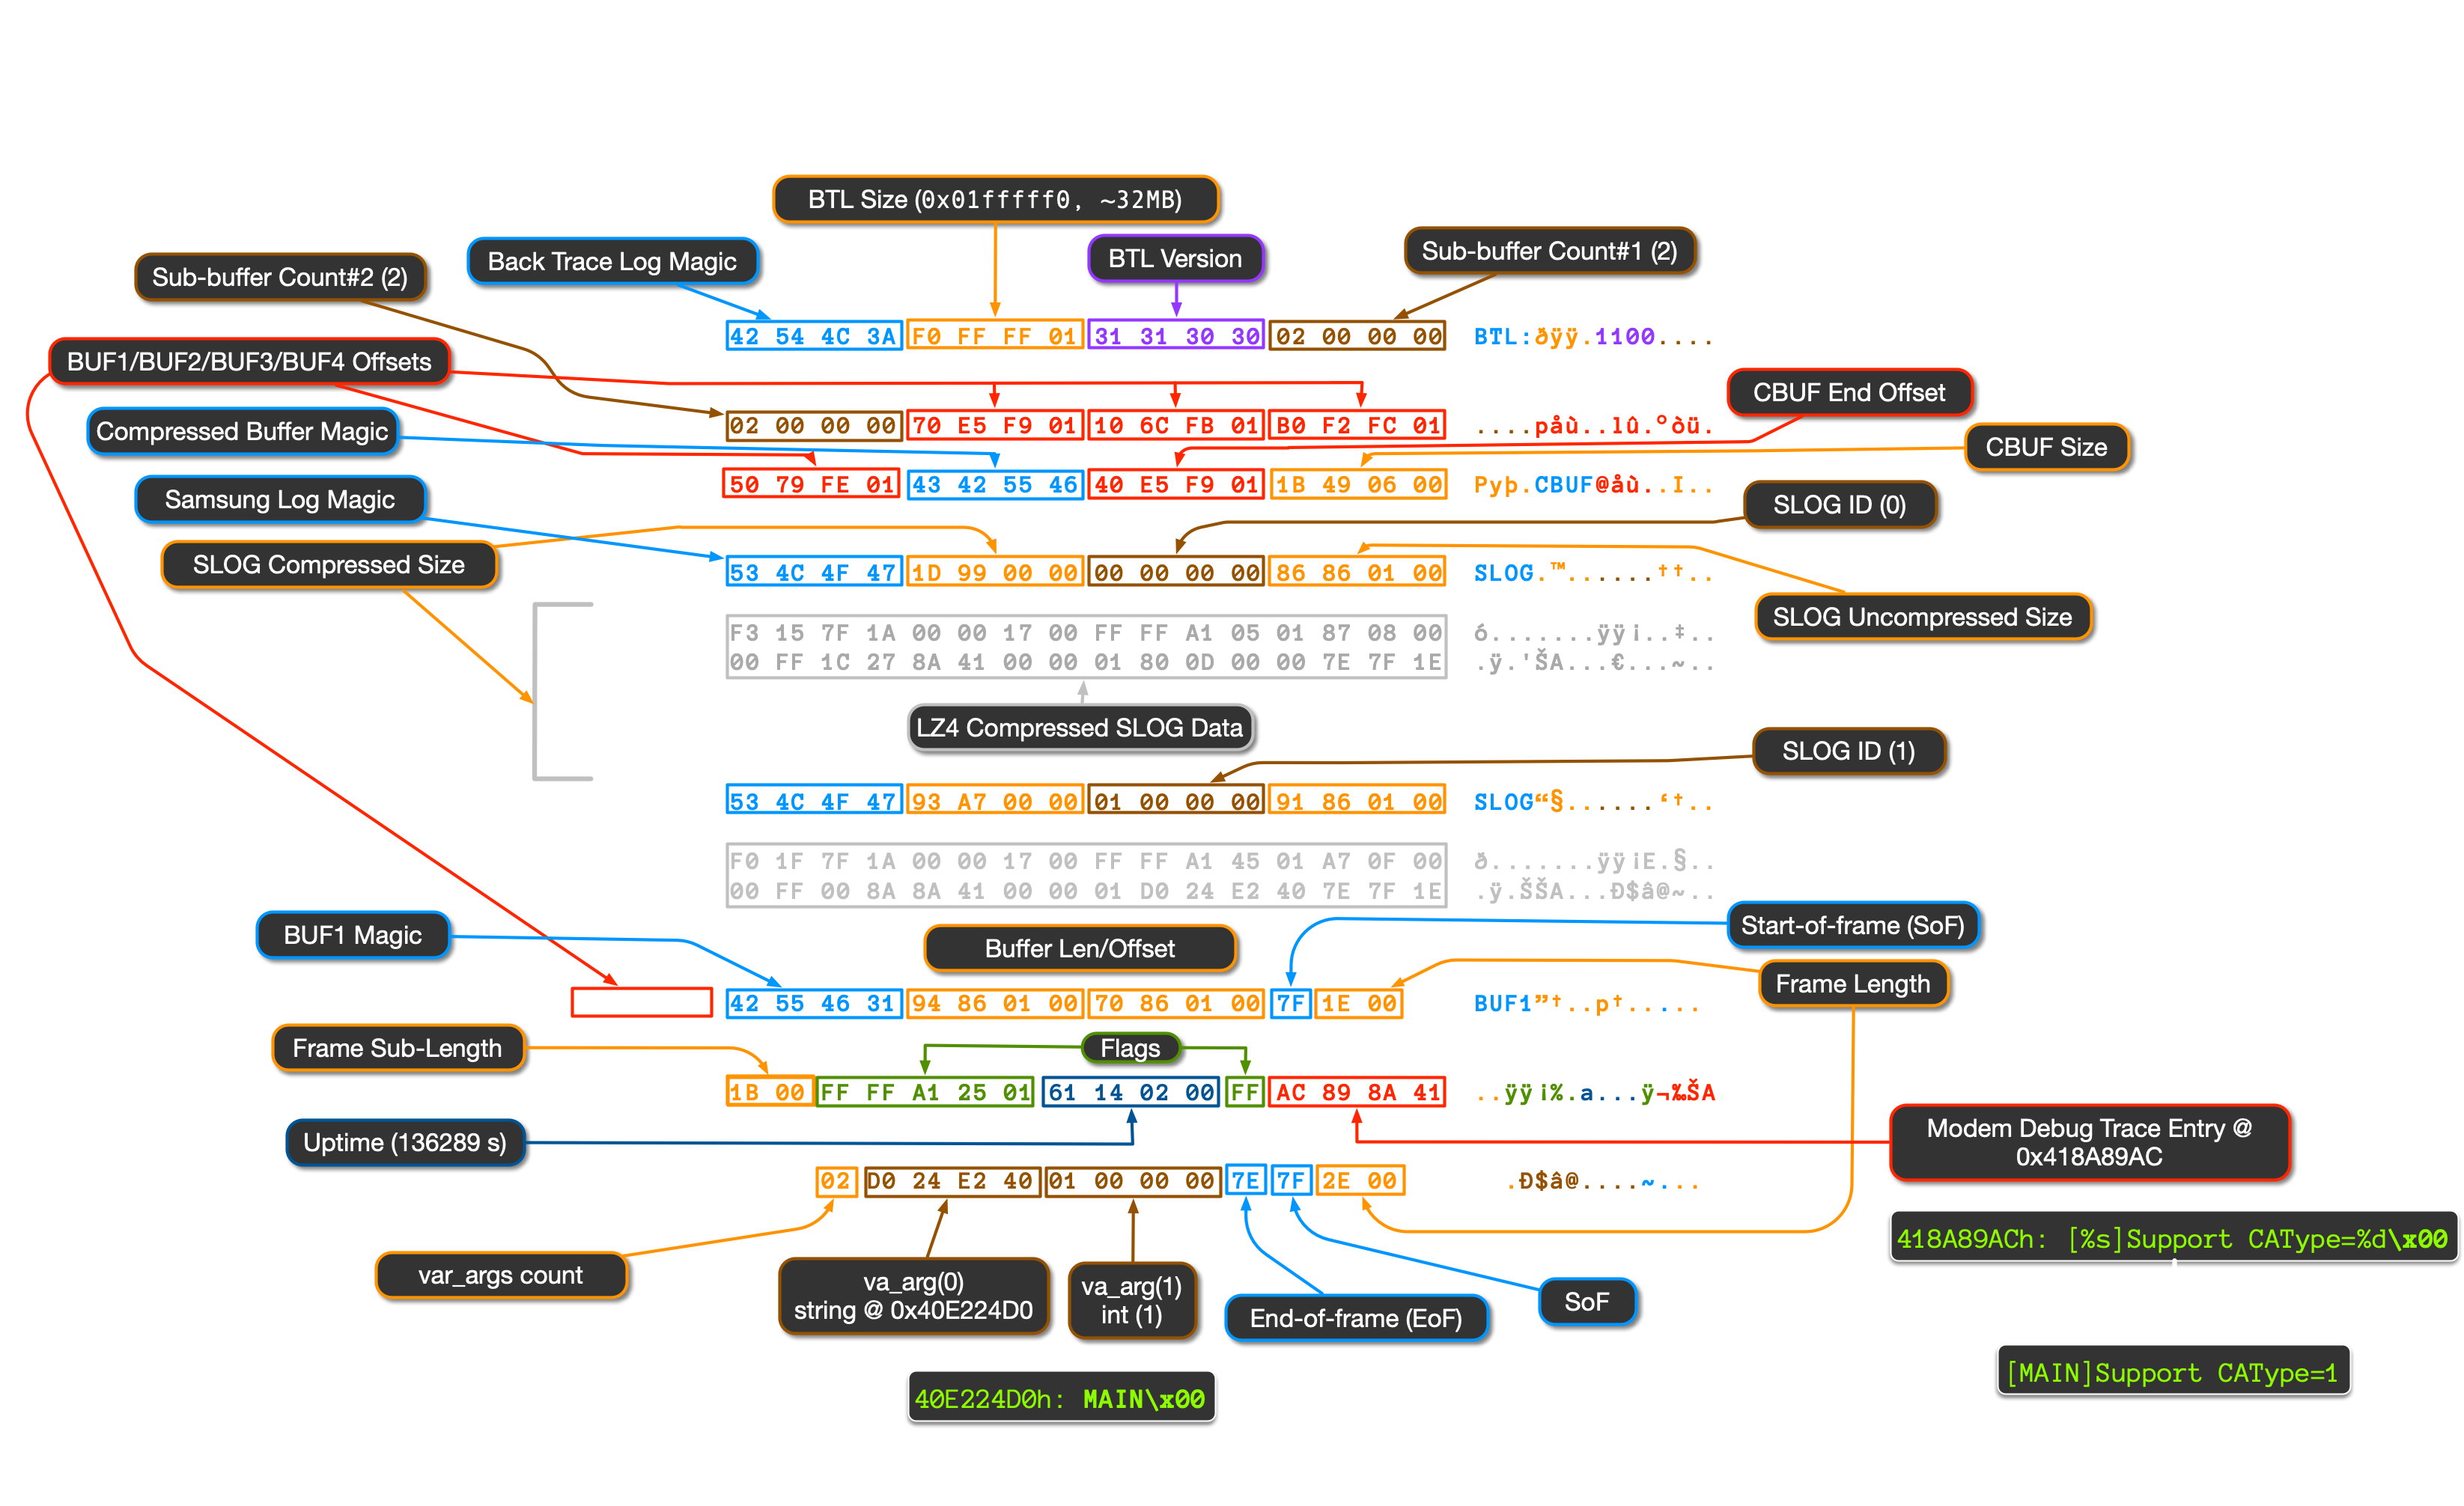 BTL Size (0x01fffff0, ~32MB)
Back Trace Log Magic
BTL Version
Sub-buffer Count#1 (2)
Sub-buffer Count#2 (2)
42 54 4C 3A F0 FF FF 01 31 31 30 30 02 00 00 00 BTL:ðÿÿ.1100....
BUF1/BUF2/BUF3/BUF4 Offsets
CBUF End Offset
02 00 00 00 70 E5 F9 01 10 6C FB 01 B0 F2 FC 01 ....påù..lû.°òü.
Compressed Buffer Magic
CBUF Size
50 79 FE 01 43 42 55 46 40 E5 F9 01 1B 49 06 00 Pyþ.CBUF@åù..I..
Samsung Log Magic
SLOG ID (0)
SLOG Compressed Size
53 4C 4F 47 1D 99 00 00 00 00 00 00 86 86 01 00 SLOG.™......††..
SLOG Uncompressed Size
F3 15 7F 1A 00 00 17 00 FF FF A1 05 01 87 08 00 ó.......ÿÿ¡..‡..
00 FF 1C 27 8A 41 00 00 01 80 0D 00 00 7E 7F 1E .ÿ.'ŠA...€...~..
LZ4 Compressed SLOG Data
SLOG ID (1)
53 4C 4F 47 93 A7 00 00 01 00 00 00 91 86 01 00 SLOG“§......‘†..
F0 1F 7F 1A 00 00 17 00 FF FF A1 45 01 A7 0F 00 ð.......ÿÿ¡E.§..
00 FF 00 8A 8A 41 00 00 01 D0 24 E2 40 7E 7F 1E .ÿ.ŠŠA...Ð$â@~..
BUF1 Magic
Buffer Len/Offset
Start-of-frame (SoF)
Frame Length
42 55 46 31 94 86 01 00 70 86 01 00 7F 1E 00 BUF1”†..p†.....
Frame Sub-Length
Flags
1B 00 FF FF A1 25 01 61 14 02 00 FF AC 89 8A 41 ..ÿÿ¡%.a...ÿ¬‰ŠA
Uptime (136289 s)
Modem Debug Trace Entry @
0x418A89AC
02 D0 24 E2 40 01 00 00 00 7E 7F 2E 00 .Ð$â@....~...
418A89ACh: [%s]Support CAType=%d\x00
var_args count
va_arg(0)
string @ 0x40E224D0
va_arg(1)
int (1)
End-of-frame (EoF)
SoF
[MAIN]Support CAType=1
40E224D0h: MAIN\x00